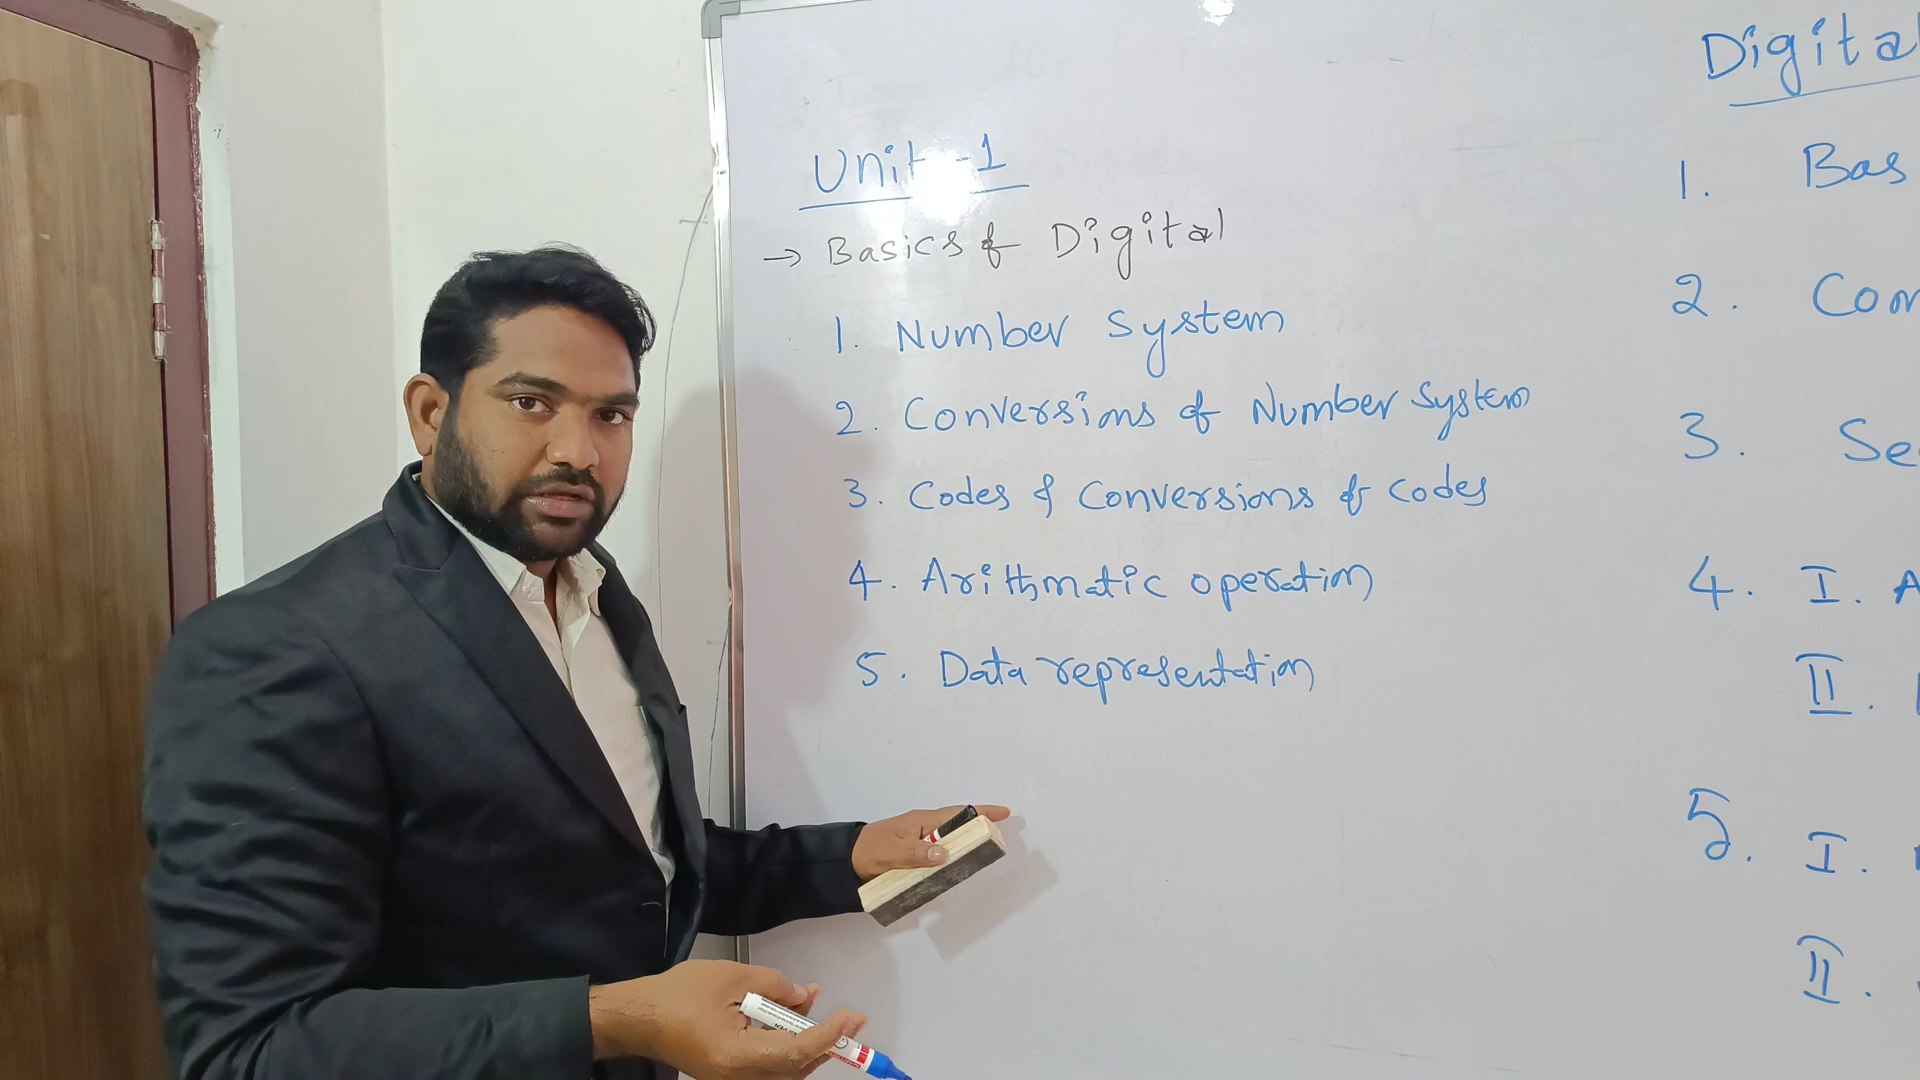 Unit-1
→ Basics of Digital
1. Number System
2. Conversions of Number System
3. Codes & Conversions of Codes
4. Arithmatic operation
5. Data representation
Digital
1. Bas
2. Con
3. Se
4. I. A
II.
5. I.
II.